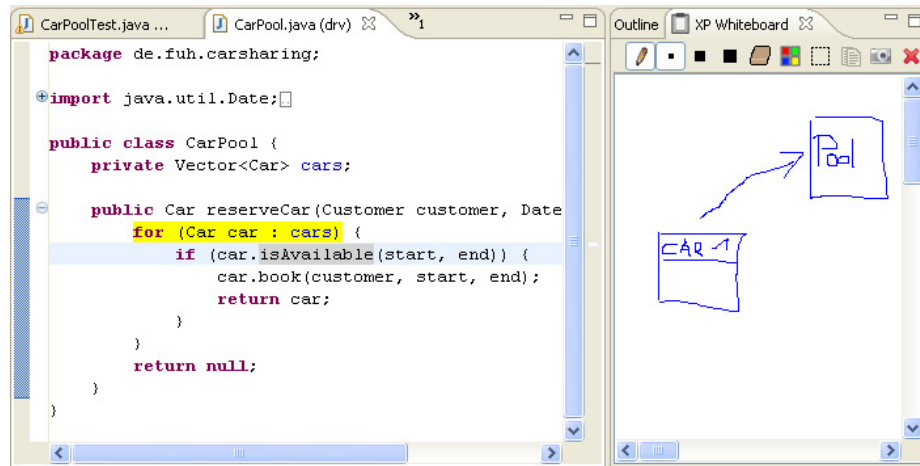 CarPoolTest.java ...
CarPool.java (drv)
»1
package de.fuh.carsharing;
import java.util.Date;
public class CarPool {
private Vector<Car> cars;
public Car reserveCar(Customer customer, Date
for (Car car : cars) {
if (car.isAvailable(start, end)) {
car.book(customer, start, end);
return car;
}
}
return null;
}
}
Outline
XP Whiteboard
Pool
CAR 1